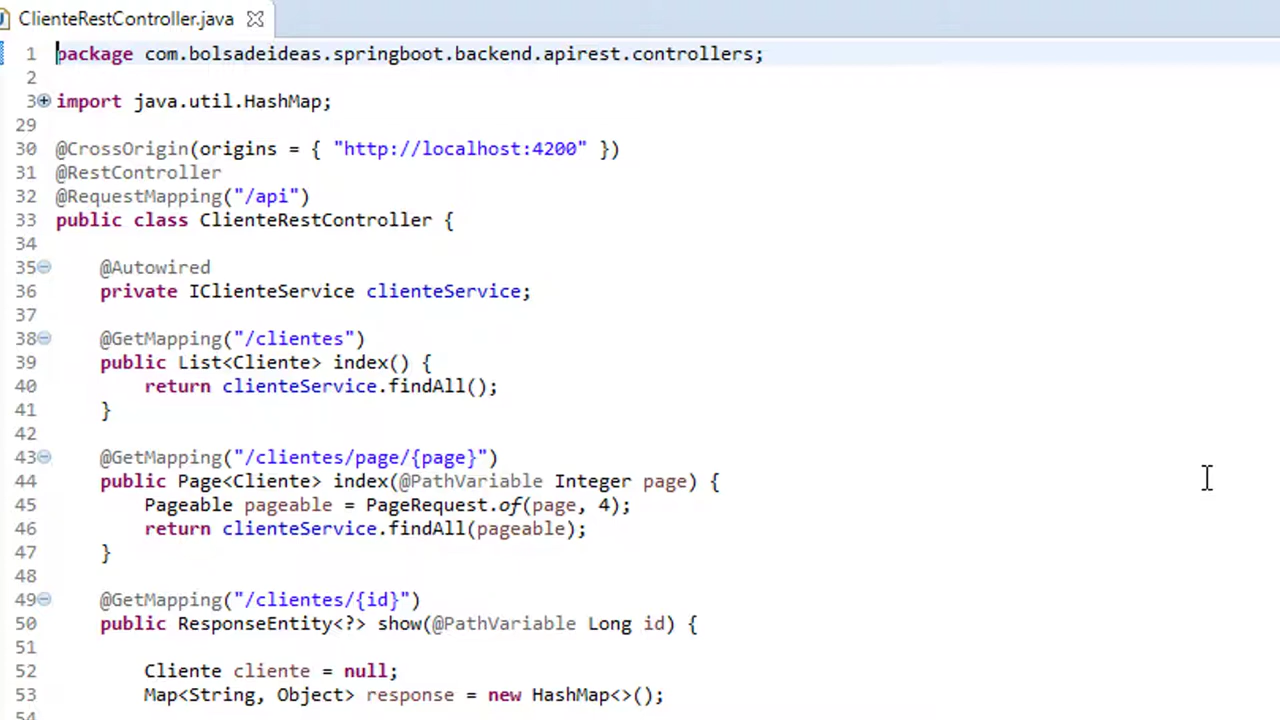 ClienteRestController.java
1 package com.bolsadeideas.springboot.backend.apirest.controllers;
2
3 import java.util.HashMap;
29
30 @CrossOrigin(origins = { "http://localhost:4200" })
31 @RestController
32 @RequestMapping("/api")
33 public class ClienteRestController {
34
35 @Autowired
36 private IClienteService clienteService;
37
38 @GetMapping("/clientes")
39 public List<Cliente> index() {
40 return clienteService.findAll();
41 }
42
43 @GetMapping("/clientes/page/{page}")
44 public Page<Cliente> index(@PathVariable Integer page) {
45 Pageable pageable = PageRequest.of(page, 4);
46 return clienteService.findAll(pageable);
47 }
48
49 @GetMapping("/clientes/{id}")
50 public ResponseEntity<?> show(@PathVariable Long id) {
51
52 Cliente cliente = null;
53 Map<String, Object> response = new HashMap<>();
54